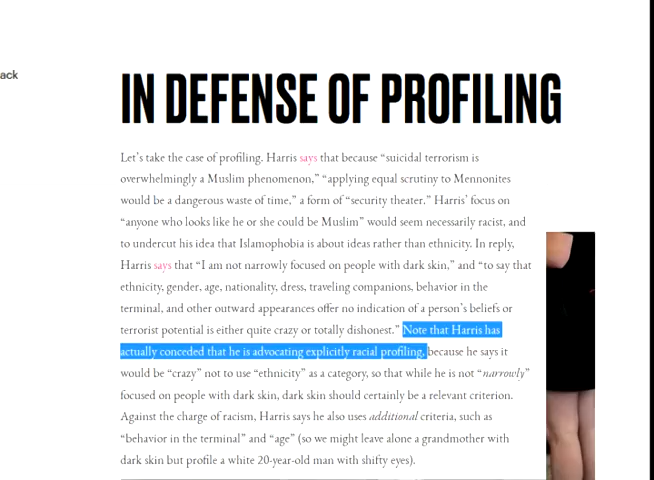 ack
IN DEFENSE OF PROFILING
Let's take the case of profiling. Harris says that because “suicidal terrorism is
overwhelmingly a Muslim phenomenon,” “applying equal scrutiny to Mennonites
would be a dangerous waste of time,” a form of “security theater.” Harris’ focus on
“anyone who looks like he or she could be Muslim” would seem necessarily racist, and
to undercut his idea that Islamophobia is about ideas rather than ethnicity. In reply,
Harris says that “I am not narrowly focused on people with dark skin,” and “to say that
ethnicity, gender, age, nationality, dress, traveling companions, behavior in the
terminal, and other outward appearances offer no indication of a person’s beliefs or
terrorist potential is either quite crazy or totally dishonest.” Note that Harris has
actually conceded that he is advocating explicitly racial profiling, because he says it
would be “crazy” not to use “ethnicity” as a category, so that while he is not “narrowly”
focused on people with dark skin, dark skin should certainly be a relevant criterion.
Against the charge of racism, Harris says he also uses additional criteria, such as
“behavior in the terminal” and “age” (so we might leave alone a grandmother with
dark skin but profile a white 20-year-old man with shifty eyes).